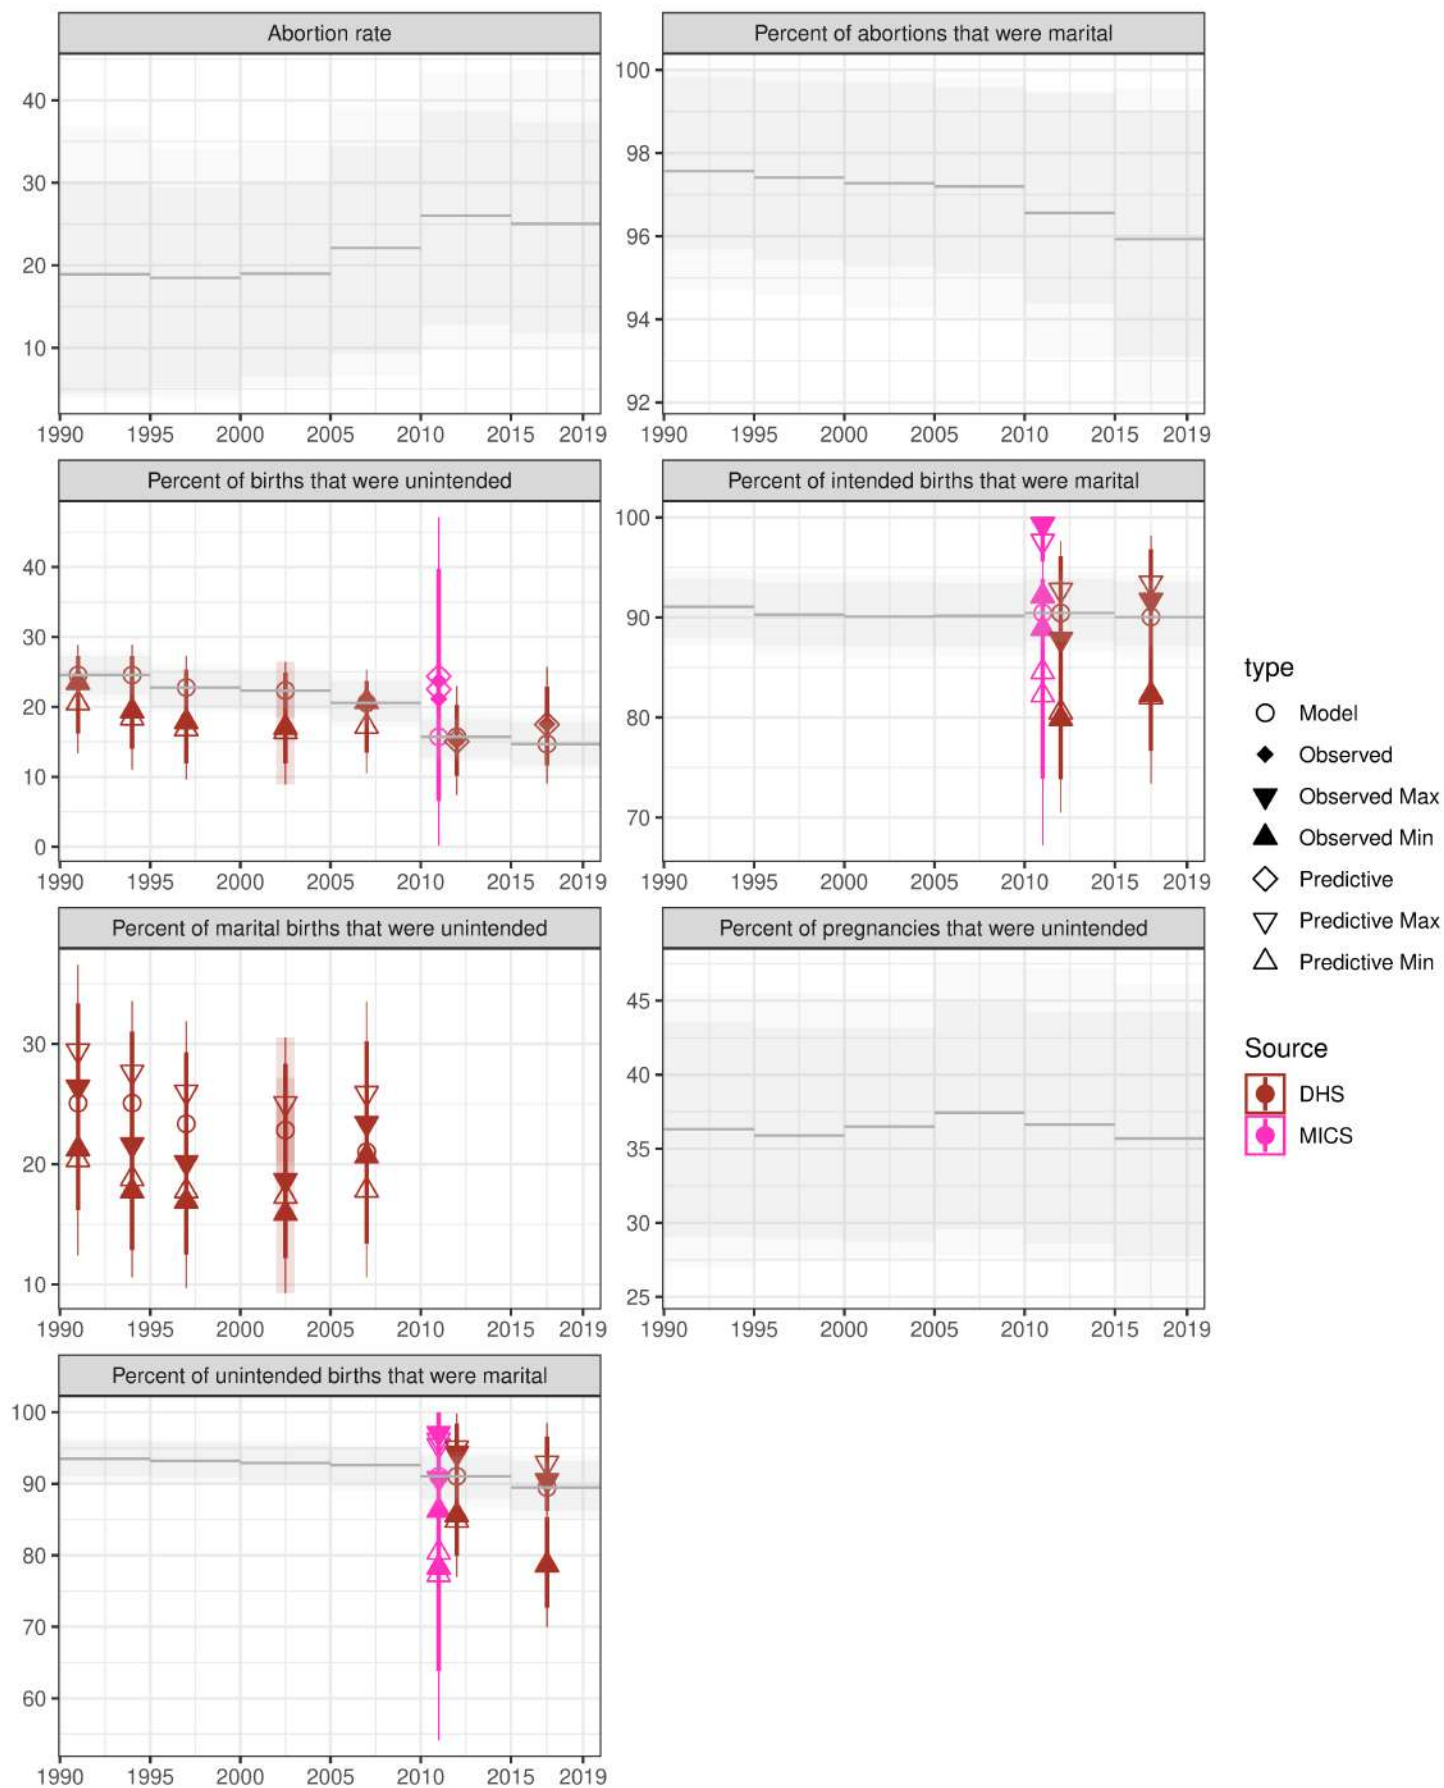 Abortion rate
Percent of abortions that were marital
40
30
20
10
1990 1995 2000 2005 2010 2015 2019
100
98
96
94
92
1990 1995 2000 2005 2010 2015 2019
Percent of births that were unintended
Percent of intended births that were marital
40
30
20
10
0
1990 1995 2000 2005 2010 2015 2019
100
90
80
70
1990 1995 2000 2005 2010 2015 2019
Percent of marital births that were unintended
Percent of pregnancies that were unintended
30
20
10
1990 1995 2000 2005 2010 2015 2019
45
40
35
30
25
1990 1995 2000 2005 2010 2015 2019
Percent of unintended births that were marital
100
90
80
70
60
1990 1995 2000 2005 2010 2015 2019
type
Model
Observed
Observed Max
Observed Min
Predictive
Predictive Max
Predictive Min
Source
DHS
MICS